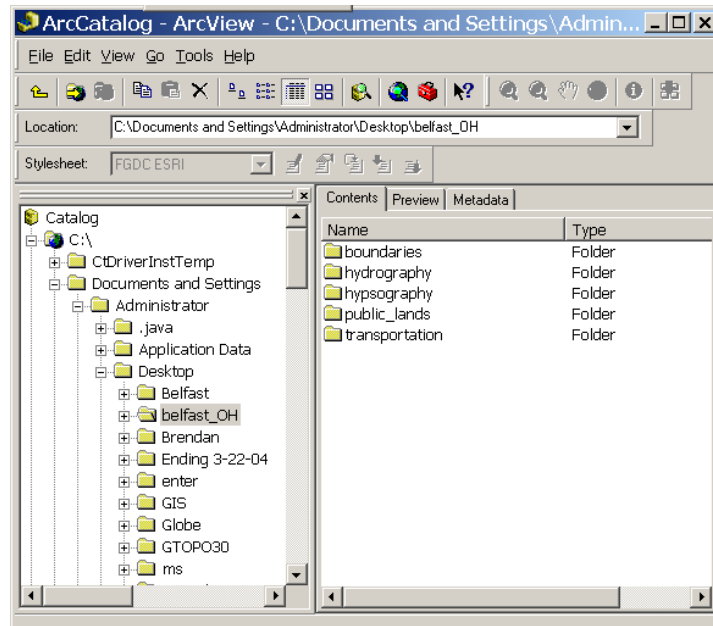 ArcCatalog - ArcView - C:\Documents and Settings\Admin...
File Edit View Go Tools Help
Location: C:\Documents and Settings\Administrator\Desktop\belfast_OH
Stylesheet: FGDC ESRI
Contents Preview Metadata
Catalog
C:\
CtDriverInstTemp
Documents and Settings
Administrator
.java
Application Data
Desktop
Belfast
belfast_OH
Brendan
Ending 3-22-04
enter
GIS
Globe
GTOPO30
ms
Name Type
boundaries Folder
hydrography Folder
hypsography Folder
public_lands Folder
transportation Folder